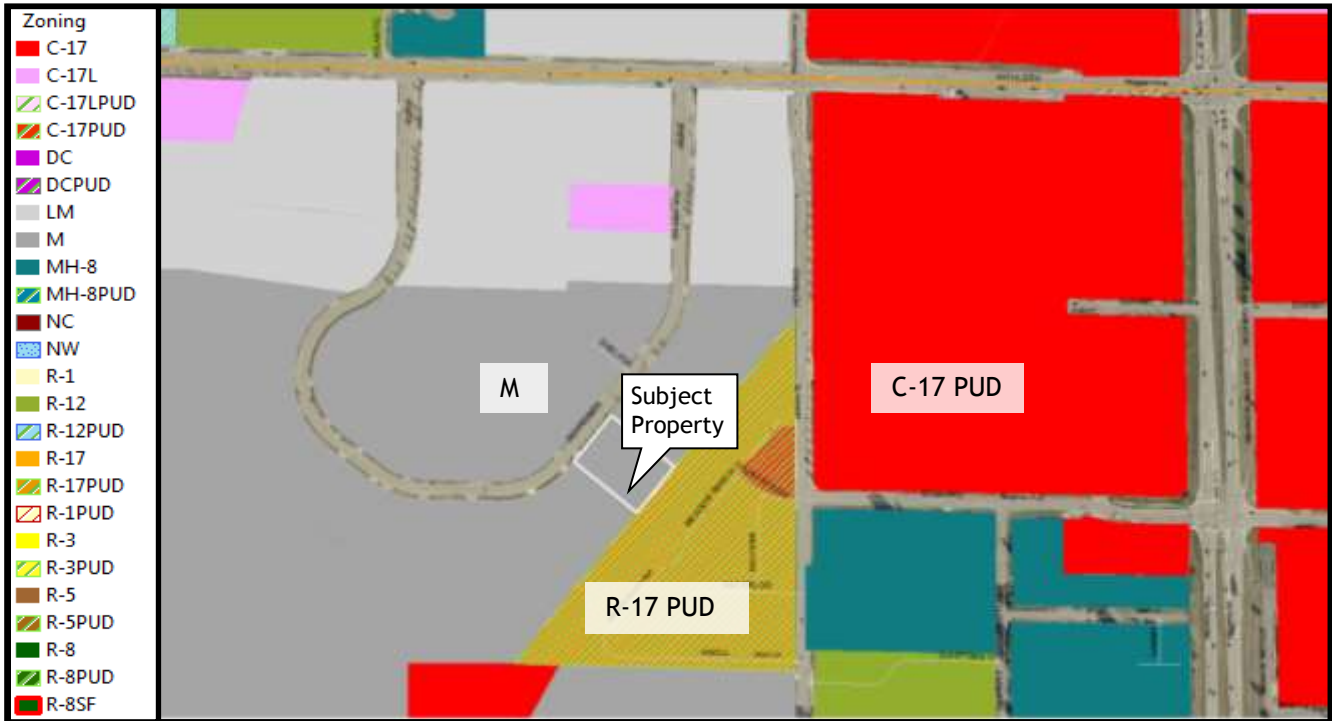 Zoning
C-17
C-17L
C-17LPUD
C-17PUD
DC
DCPUD
LM
M
MH-8
MH-8PUD
NC
NW
R-1
R-12
R-12PUD
R-17
R-17PUD
R-1PUD
R-3
R-3PUD
R-5
R-5PUD
R-8
R-8PUD
R-8SF
M
Subject
Property
C-17 PUD
R-17 PUD